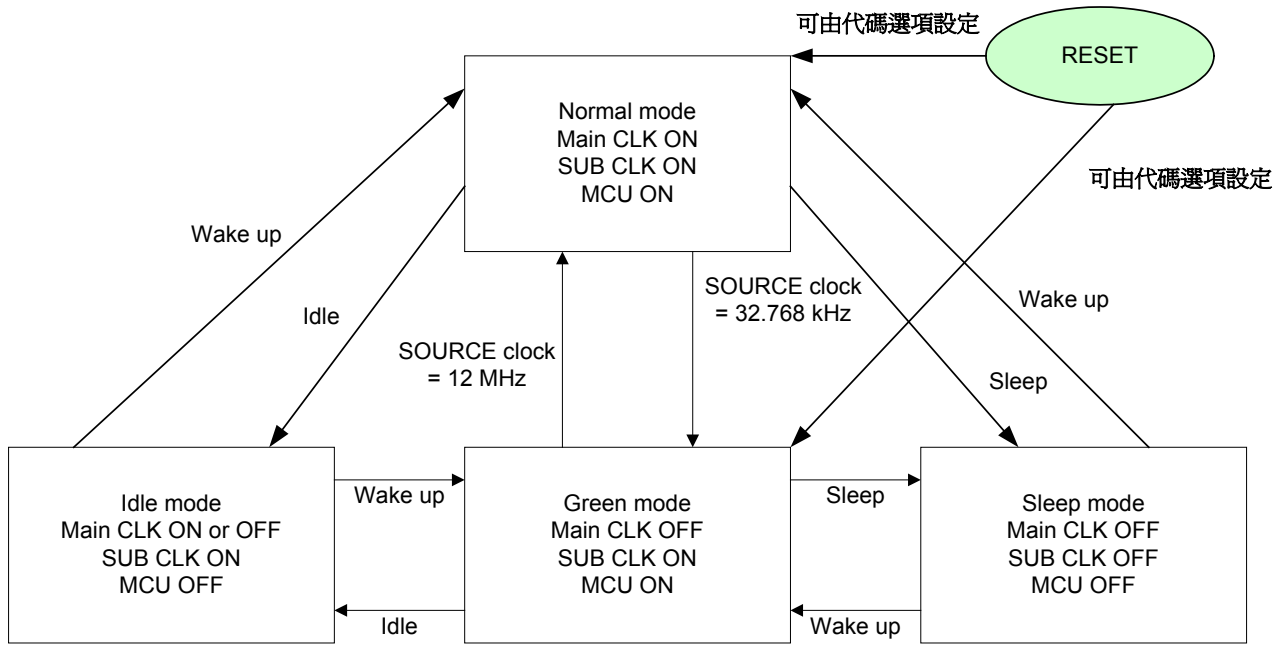 可由代碼選項設定
RESET
Normal mode
Main CLK ON
SUB CLK ON
MCU ON
可由代碼選項設定
Wake up
Idle
SOURCE clock
= 32.768 kHz
Wake up
SOURCE clock
= 12 MHz
Sleep
Idle mode
Main CLK ON or OFF
SUB CLK ON
MCU OFF
Wake up
Idle
Green mode
Main CLK OFF
SUB CLK ON
MCU ON
Sleep
Wake up
Sleep mode
Main CLK OFF
SUB CLK OFF
MCU OFF